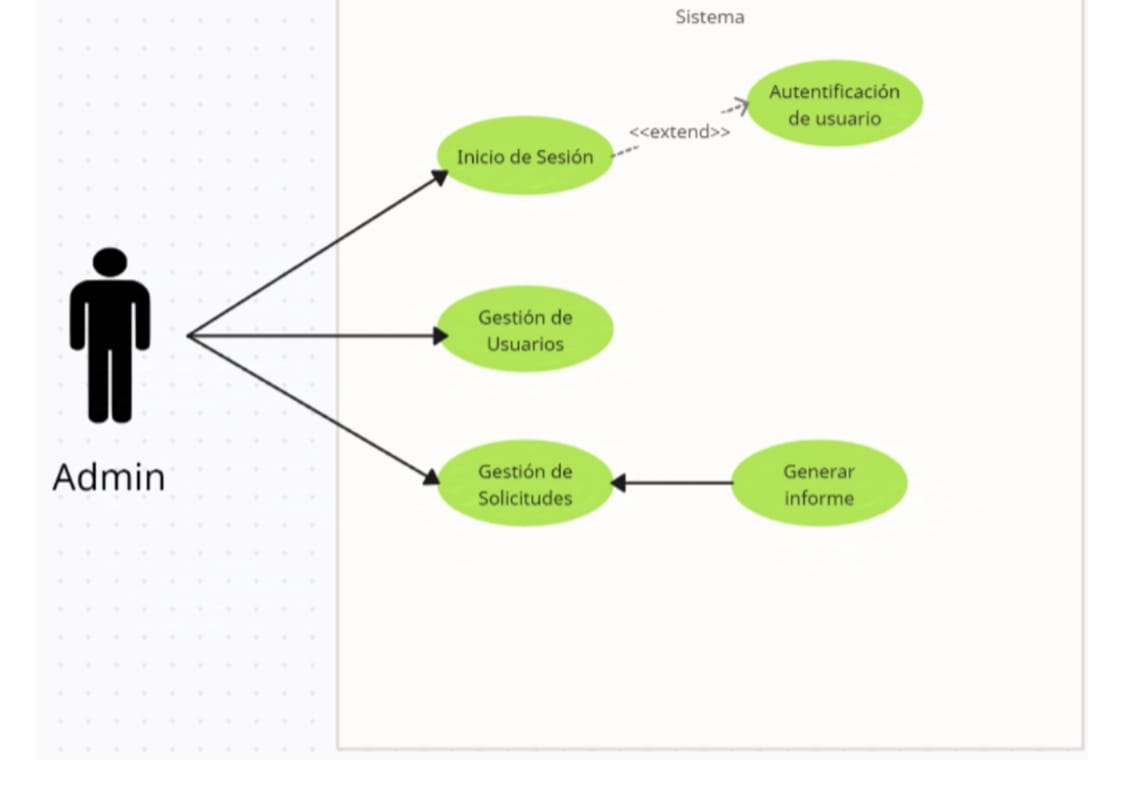 Sistema
Autentificación
de usuario
<<extend>>
Inicio de Sesión
Gestión de
Usuarios
Admin
Gestión de
Solicitudes
Generar
informe